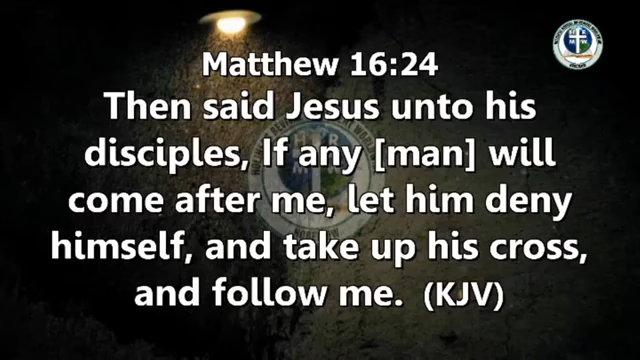 Matthew 16:24
Then said Jesus unto his
disciples, If any [man] will
come after me, let him deny
himself, and take up his cross,
and follow me. (KJV)